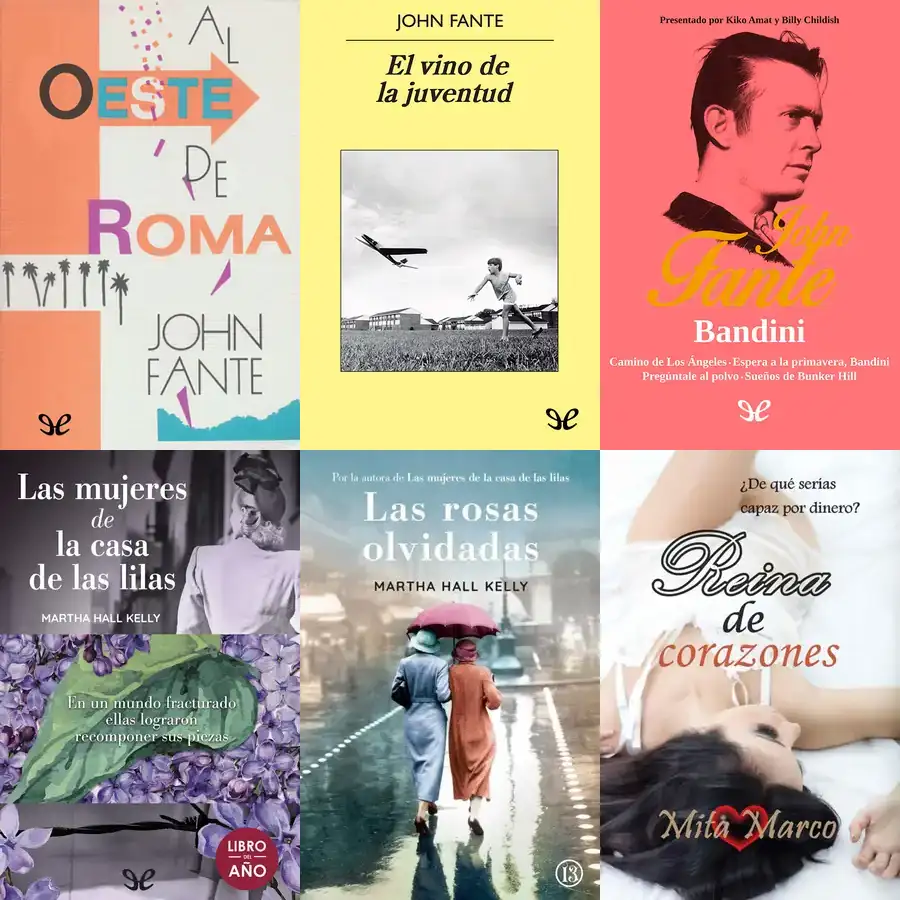 AL
OESTE
DE
ROMA
JOHN
FANTE
JOHN FANTE
El vino de
la juventud
Presentado por Kiko Amat y Billy Childish
John
Fante
Bandini
Camino de Los Ángeles·Espera a la primavera, Bandini
Pregúntale al polvo·Sueños de Bunker Hill
Las mujeres
de
la casa
de las lilas
MARTHA HALL KELLY
En un mundo fracturado
ellas lograron
recomponer sus piezas
LIBRO
DEL
AÑO
Por la autora de Las mujeres de la casa de las lilas
Las rosas
olvidadas
MARTHA HALL KELLY
13
¿De qué serías
capaz por dinero?
Reina
de
corazones
Mita Marco